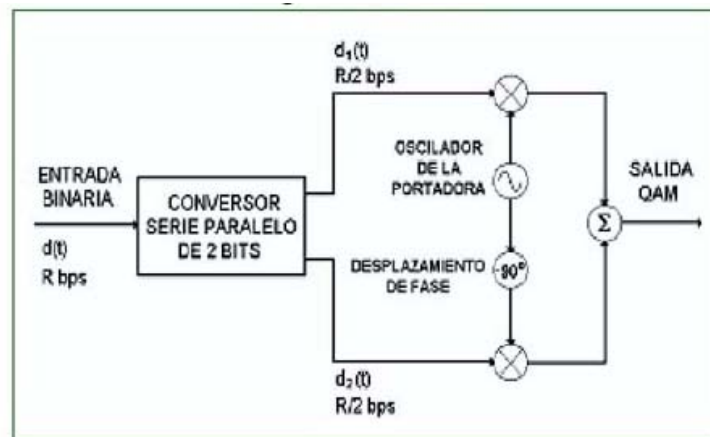 d₁(t)
R/2 bps
ENTRADA
BINARIA
d(t)
R bps
CONVERSOR
SERIE PARALELO
DE 2 BITS
OSCILADOR
DE LA
PORTADORA
DESPLAZAMIENTO
DE FASE
-90°
Σ
SALIDA
QAM
d₂(t)
R/2 bps